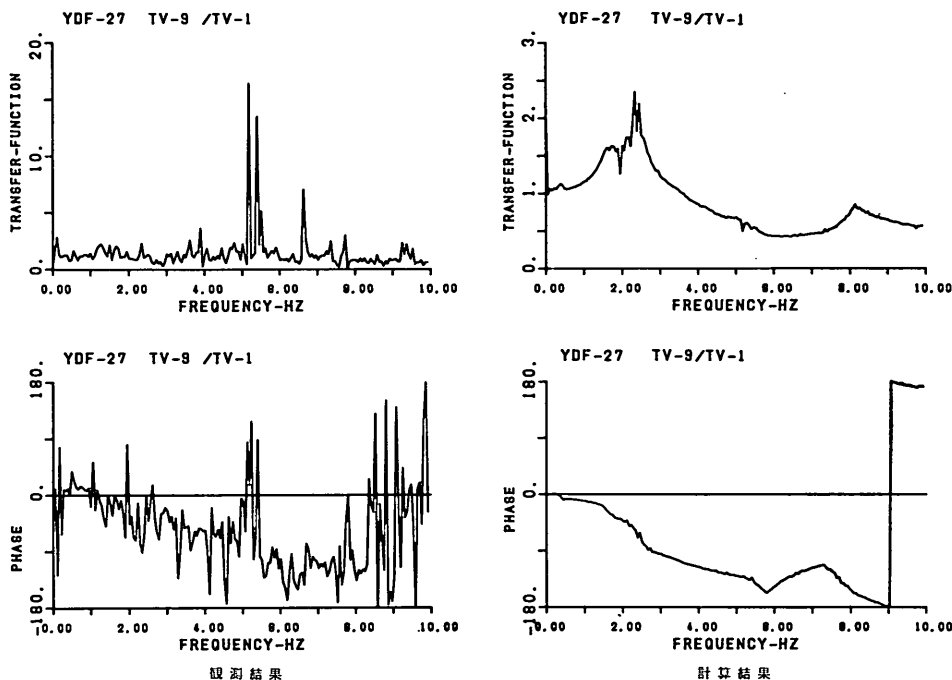 YDF-27 TV-9 /TV-1
TRANSFER-FUNCTION
20.
10.
0.
0.00 2.00 4.00 6.00 8.00 10.00
FREQUENCY-HZ
YDF-27 TV-9/TV-1
TRANSFER-FUNCTION
3.
2.
1.
0.
0.00 2.00 4.00 6.00 8.00 10.00
FREQUENCY-HZ
YDF-27 TV-9 /TV-1
PHASE
180.
0.
-180.
0.00 2.00 4.00 6.00 8.00 10.00
FREQUENCY-HZ
観測結果
YDF-27 TV-9/TV-1
PHASE
180.
0.
-180.
0.00 2.00 4.00 6.00 8.00 10.00
FREQUENCY-HZ
計算結果